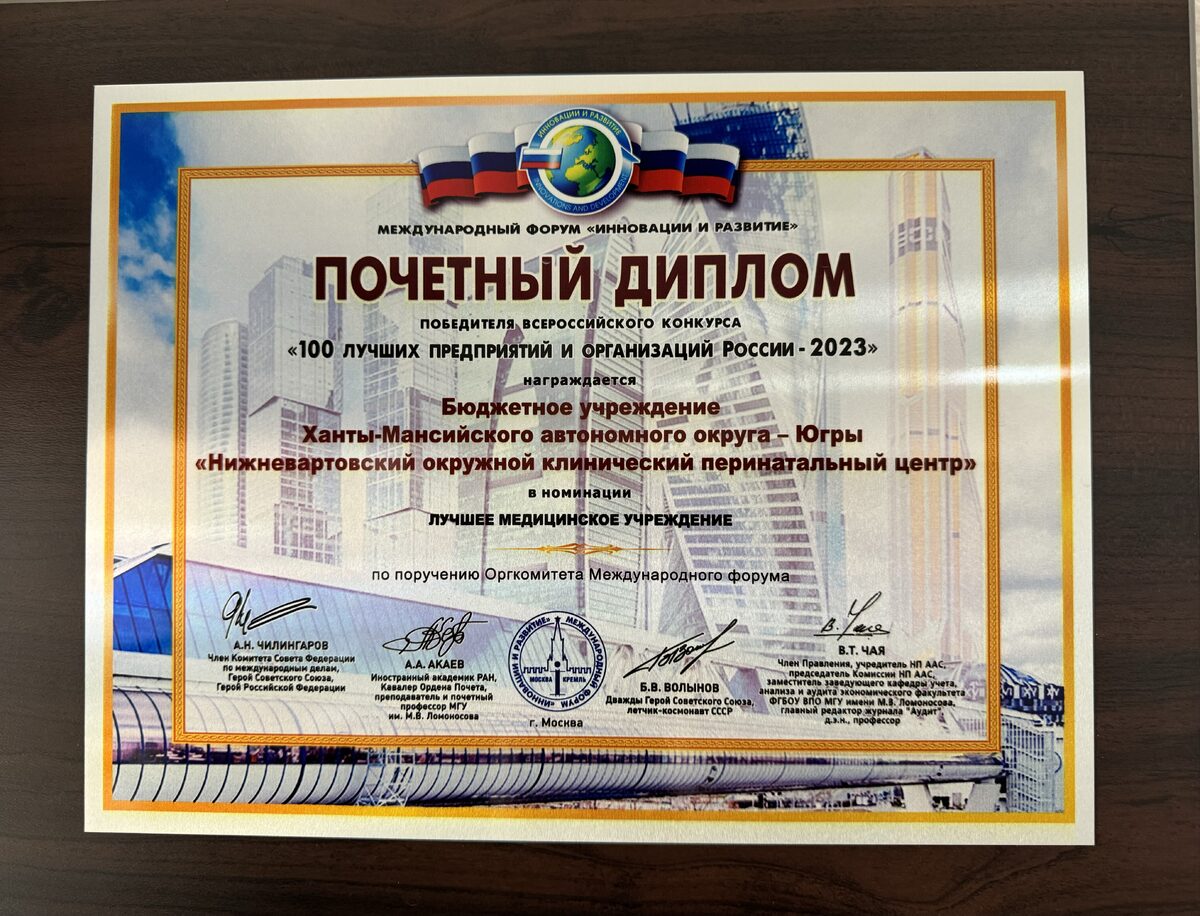 ИННОВАЦИИ И РАЗВИТИЕ
INNOVATIONS AND DEVELOPMENT
МЕЖДУНАРОДНЫЙ ФОРУМ «ИННОВАЦИИ И РАЗВИТИЕ»
ПОЧЕТНЫЙ ДИПЛОМ
ПОБЕДИТЕЛЯ ВСЕРОССИЙСКОГО КОНКУРСА
«100 ЛУЧШИХ ПРЕДПРИЯТИЙ И ОРГАНИЗАЦИЙ РОССИИ - 2023»
награждается
Бюджетное учреждение
Ханты-Мансийского автономного округа – Югры
«Нижневартовский окружной клинический перинатальный центр»
в номинации
ЛУЧШЕЕ МЕДИЦИНСКОЕ УЧРЕЖДЕНИЕ
по поручению Оргкомитета Международного форума
А.Н. ЧИЛИНГАРОВ
Член Комитета Совета Федерации
по международным делам,
Герой Советского Союза,
Герой Российской Федерации
А.А. АКАЕВ
Иностранный академик РАН,
Кавалер Ордена Почета,
преподаватель и почетный
профессор МГУ
им. М.В. Ломоносова
МЕЖДУНАРОДНЫЙ ФОРУМ «ИННОВАЦИИ И РАЗВИТИЕ»
МОСКВА КРЕМЛЬ
г. Москва
Б.В. ВОЛЫНОВ
Дважды Герой Советского Союза,
летчик-космонавт СССР
В.Т. ЧАЯ
Член Правления, учредитель НП ААС,
председатель Комиссии НП ААС,
заместитель заведующего кафедры учета,
анализа и аудита экономического факультета
ФГБОУ ВПО МГУ имени М.В. Ломоносова,
главный редактор журнала "Аудит",
д.э.н., профессор